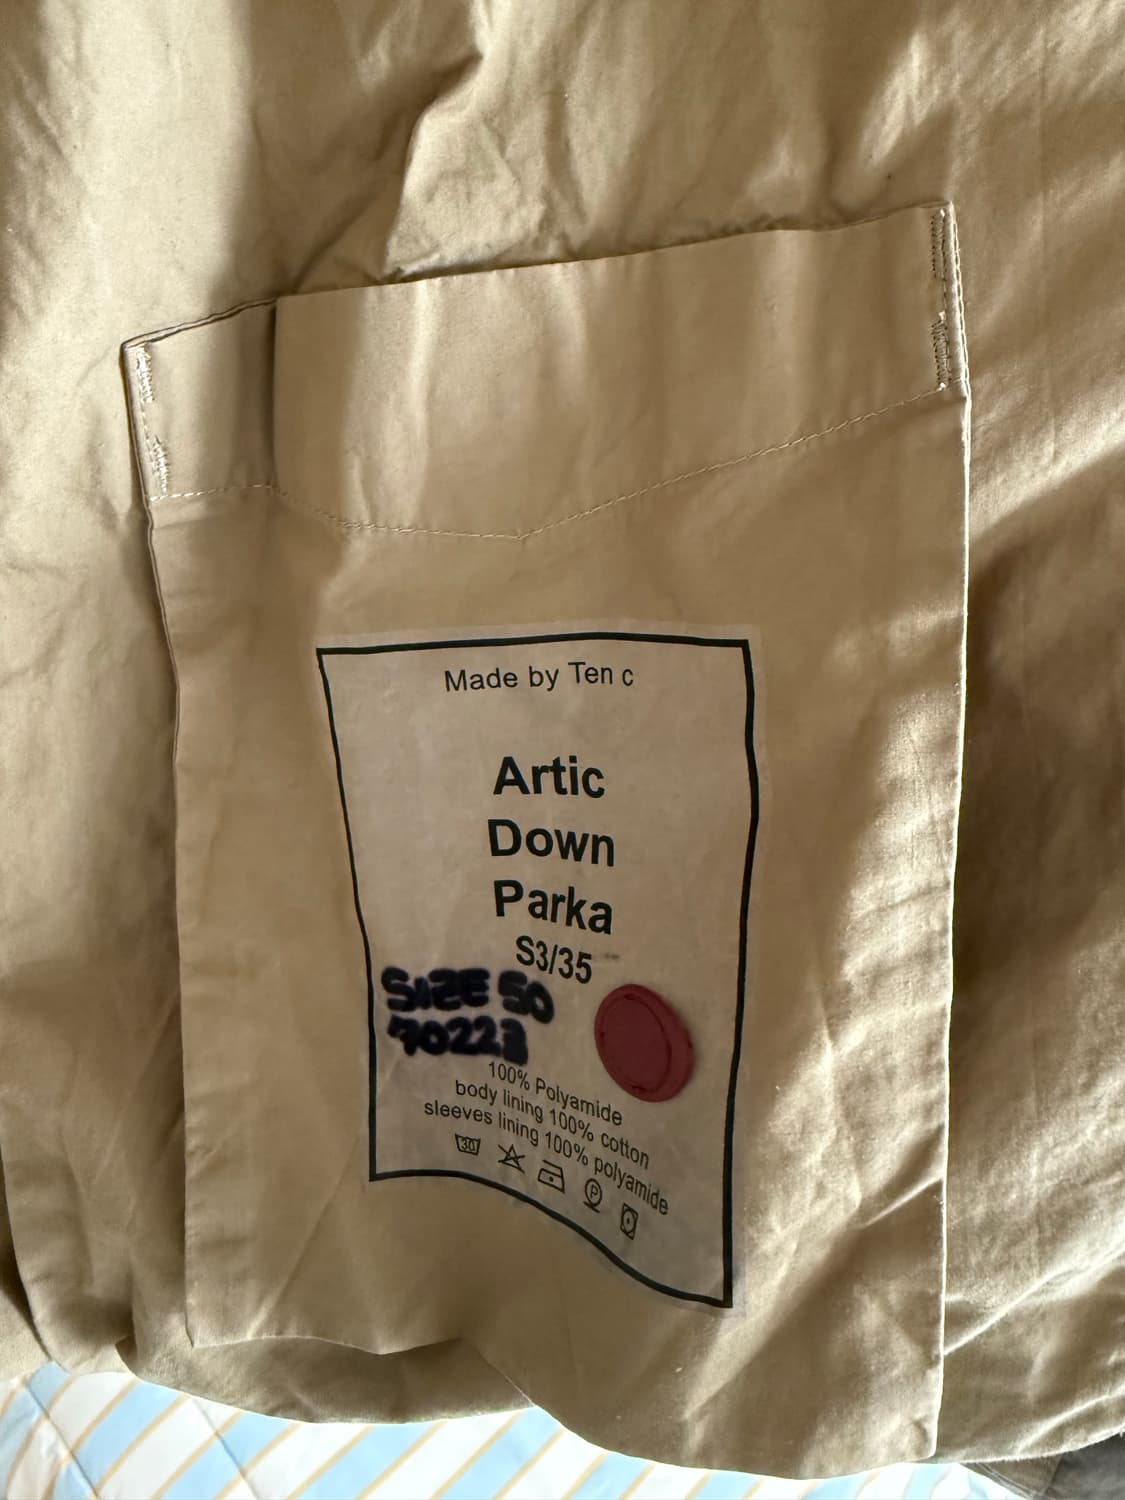 Made by Ten c
Artic
Down
Parka
S3/35
SIZE 50
70223
100% Polyamide
body lining 100% cotton
sleeves lining 100% polyamide
30
P